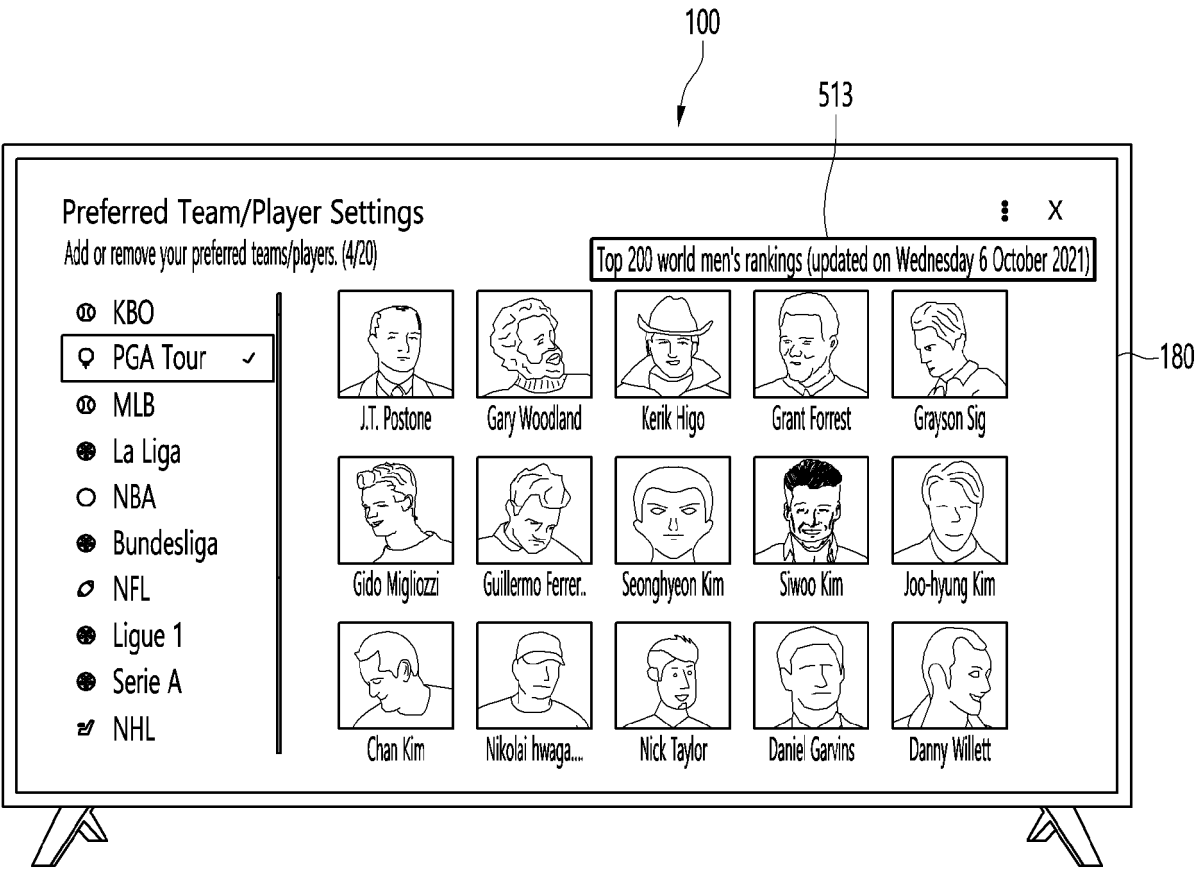 100
513
Preferred Team/Player Settings
X
Add or remove your preferred teams/players. (4/20)
Top 200 world men's rankings (updated on Wednesday 6 October 2021)
180
KBO
PGA Tour
MLB
La Liga
NBA
Bundesliga
NFL
Ligue 1
Serie A
NHL
J.T. Postone
Gary Woodland
Kerik Higo
Grant Forrest
Grayson Sig
Gido Migliozzi
Guillermo Ferrer..
Seonghyeon Kim
Siwoo Kim
Joo-hyung Kim
Chan Kim
Nikolai hwaga....
Nick Taylor
Daniel Garvins
Danny Willett